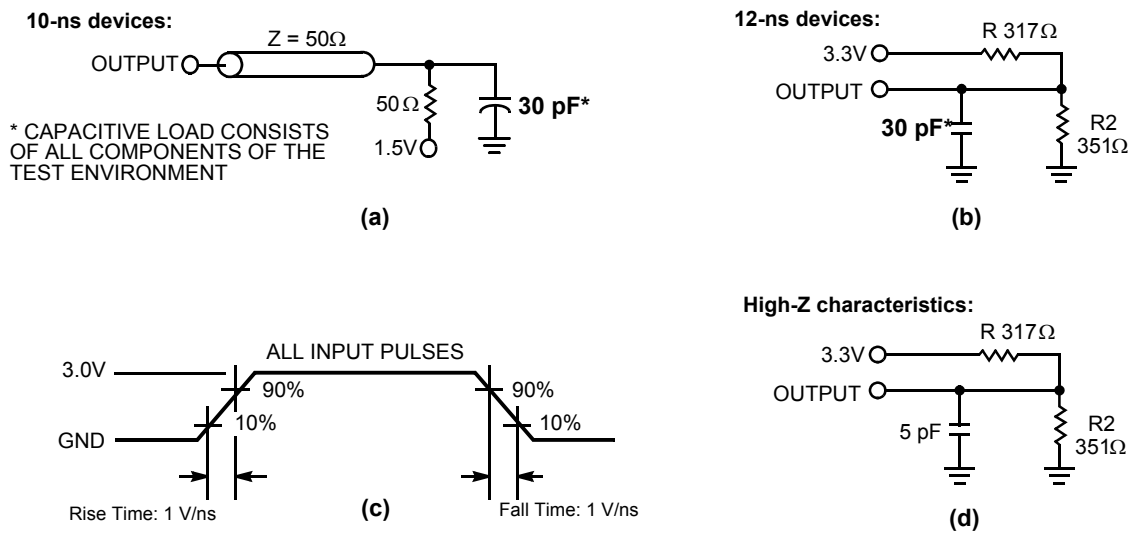 10-ns devices:
Z = 50Ω
OUTPUT
50Ω
30 pF*
1.5V
* CAPACITIVE LOAD CONSISTS
OF ALL COMPONENTS OF THE
TEST ENVIRONMENT
(a)
12-ns devices:
R 317Ω
3.3V
OUTPUT
30 pF*
R2
351Ω
(b)
ALL INPUT PULSES
3.0V
90%
10%
GND
90%
10%
Rise Time: 1 V/ns
(c)
Fall Time: 1 V/ns
High-Z characteristics:
R 317Ω
3.3V
OUTPUT
5 pF
R2
351Ω
(d)